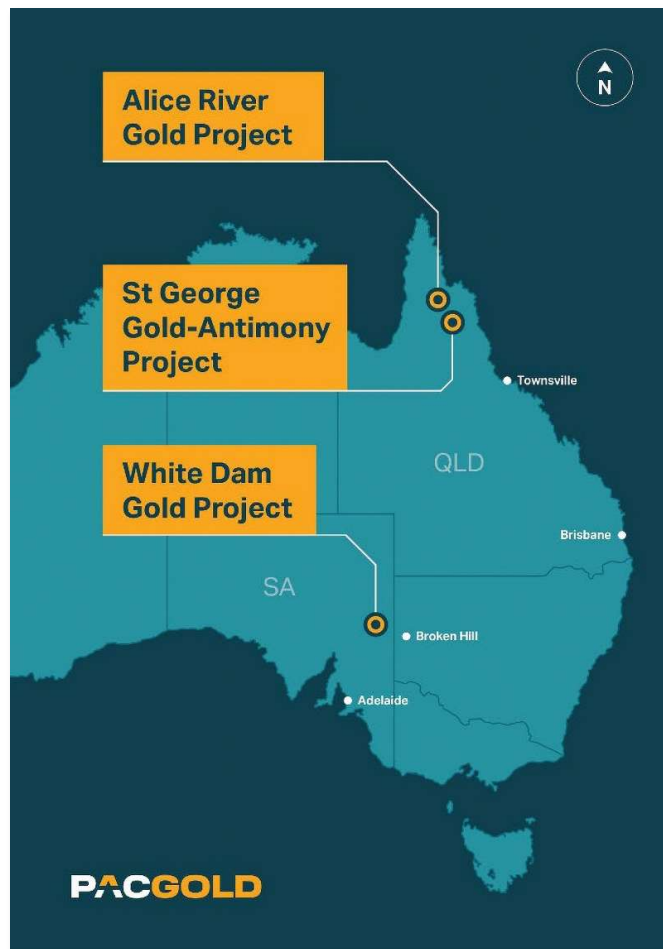 Alice River
Gold Project
N
St George
Gold-Antimony
Project
Townsville
White Dam
Gold Project
QLD
Brisbane
SA
Broken Hill
Adelaide
PACGOLD